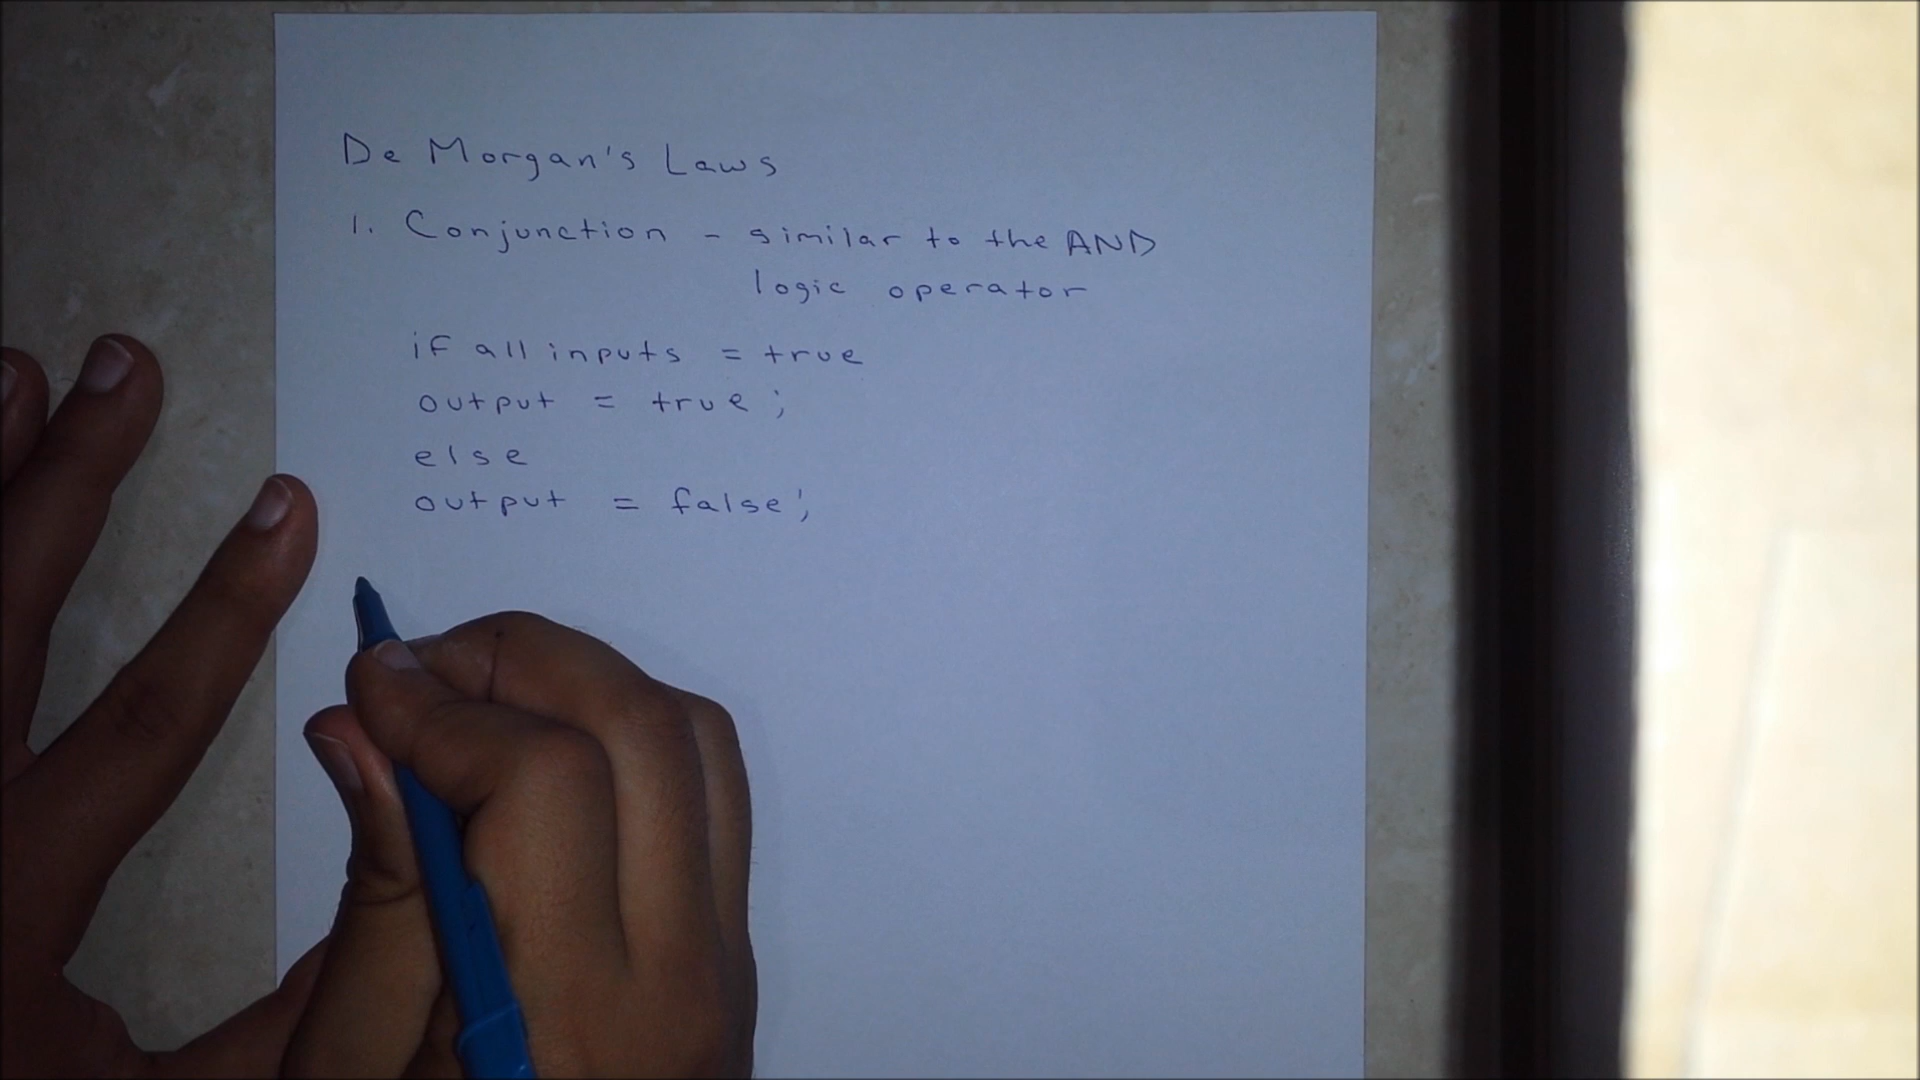 De Morgan's Laws
1. Conjunction - similar to the AND
logic operator
if all inputs = true
output = true;
else
output = false;